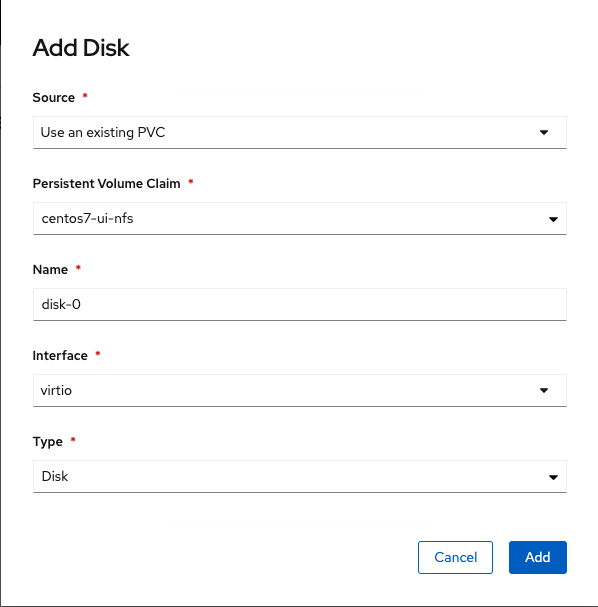 Add Disk
Source *
Use an existing PVC
Persistent Volume Claim *
centos7-ui-nfs
Name *
disk-0
Interface *
virtio
Type *
Disk
Cancel Add